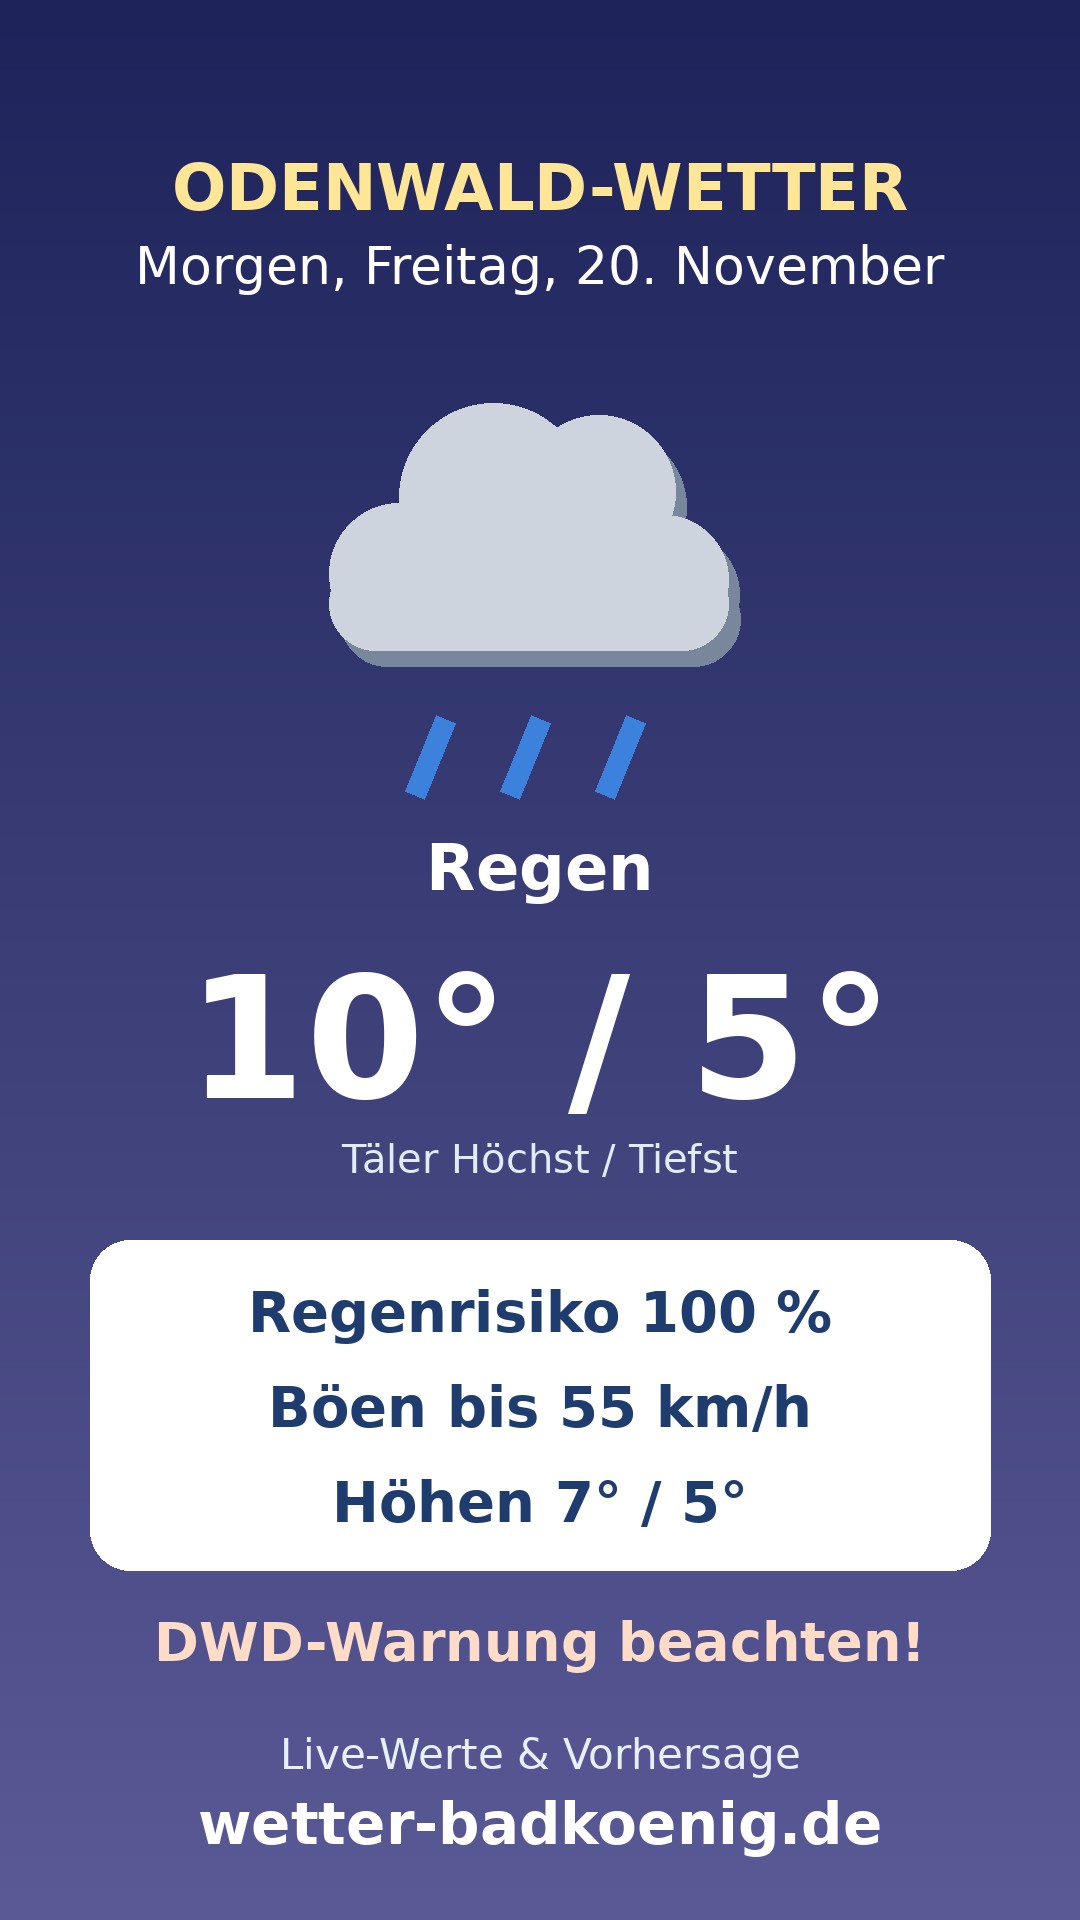 ODENWALD-WETTER
Morgen, Freitag, 20. November
Regen
10° / 5°
Täler Höchst / Tiefst
Regenrisiko 100 %
Böen bis 55 km/h
Höhen 7° / 5°
DWD-Warnung beachten!
Live-Werte & Vorhersage
wetter-badkoenig.de